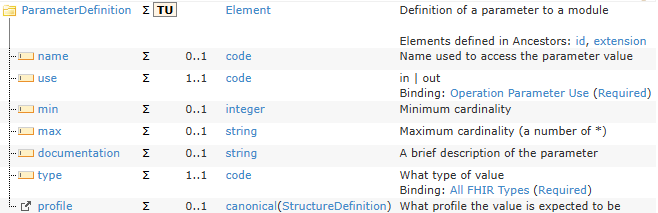 ParameterDefinition Σ TU Element Definition of a parameter to a module
Elements defined in Ancestors: id, extension
name Σ 0..1 code Name used to access the parameter value
use Σ 1..1 code in | out
Binding: Operation Parameter Use (Required)
min Σ 0..1 integer Minimum cardinality
max Σ 0..1 string Maximum cardinality (a number of *)
documentation Σ 0..1 string A brief description of the parameter
type Σ 1..1 code What type of value
Binding: All FHIR Types (Required)
profile Σ 0..1 canonical(StructureDefinition) What profile the value is expected to be